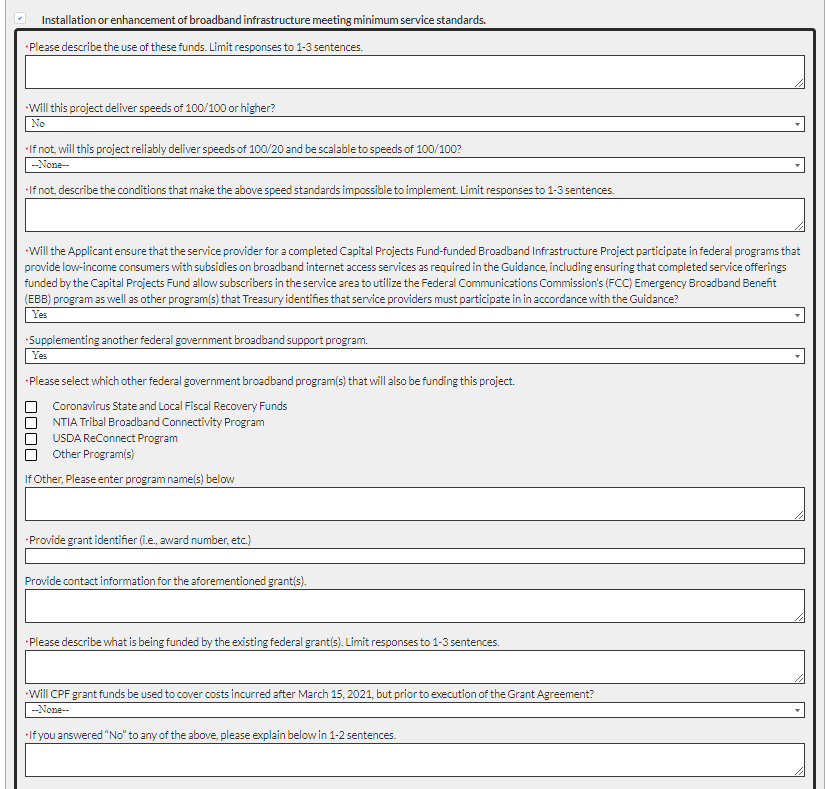 Installation or enhancement of broadband infrastructure meeting minimum service standards.
*Please describe the use of these funds. Limit responses to 1-3 sentences.
*Will this project deliver speeds of 100/100 or higher?
No
*If not, will this project reliably deliver speeds of 100/20 and be scalable to speeds of 100/100?
--None--
*If not, describe the conditions that make the above speed standards impossible to implement. Limit responses to 1-3 sentences.
*Will the Applicant ensure that the service provider for a completed Capital Projects Fund-funded Broadband Infrastructure Project participate in federal programs that
provide low-income consumers with subsidies on broadband internet access services as required in the Guidance, including ensuring that completed service offerings
funded by the Capital Projects Fund allow subscribers in the service area to utilize the Federal Communications Commission's (FCC) Emergency Broadband Benefit
(EBB) program as well as other program(s) that Treasury identifies that service providers must participate in in accordance with the Guidance?
Yes
*Supplementing another federal government broadband support program.
Yes
*Please select which other federal government broadband program(s) that will also be funding this project.
Coronavirus State and Local Fiscal Recovery Funds
NTIA Tribal Broadband Connectivity Program
USDA ReConnect Program
Other Program(s)
If Other, Please enter program name(s) below
*Provide grant identifier (i.e., award number, etc.)
Provide contact information for the aforementioned grant(s).
*Please describe what is being funded by the existing federal grant(s). Limit responses to 1-3 sentences.
*Will CPF grant funds be used to cover costs incurred after March 15, 2021, but prior to execution of the Grant Agreement?
--None--
*If you answered "No" to any of the above, please explain below in 1-2 sentences.